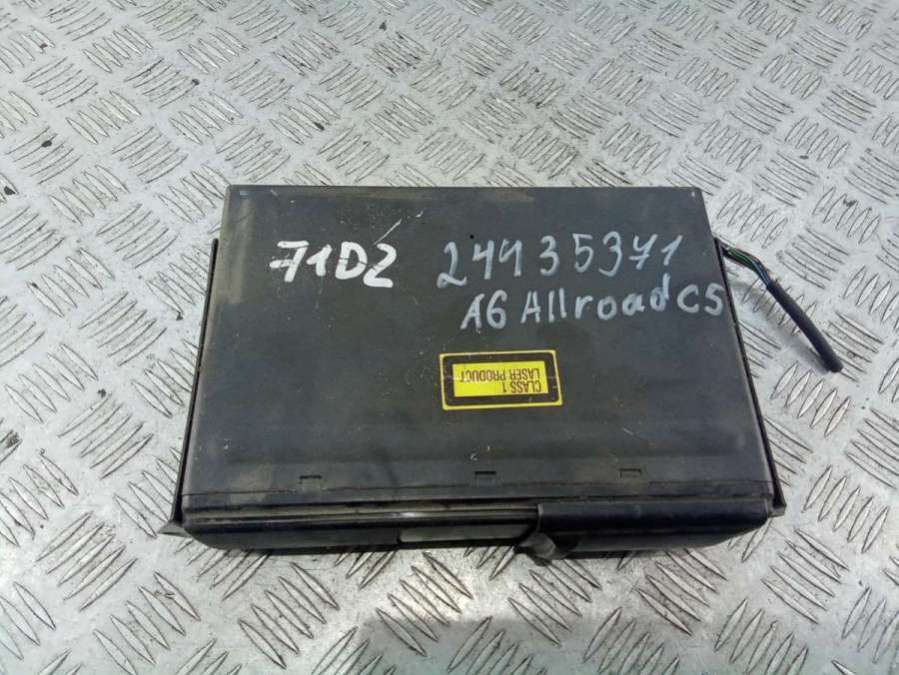 71DZ 24435371
A6 Allroad C5
CLASS 1
LASER PRODUCT